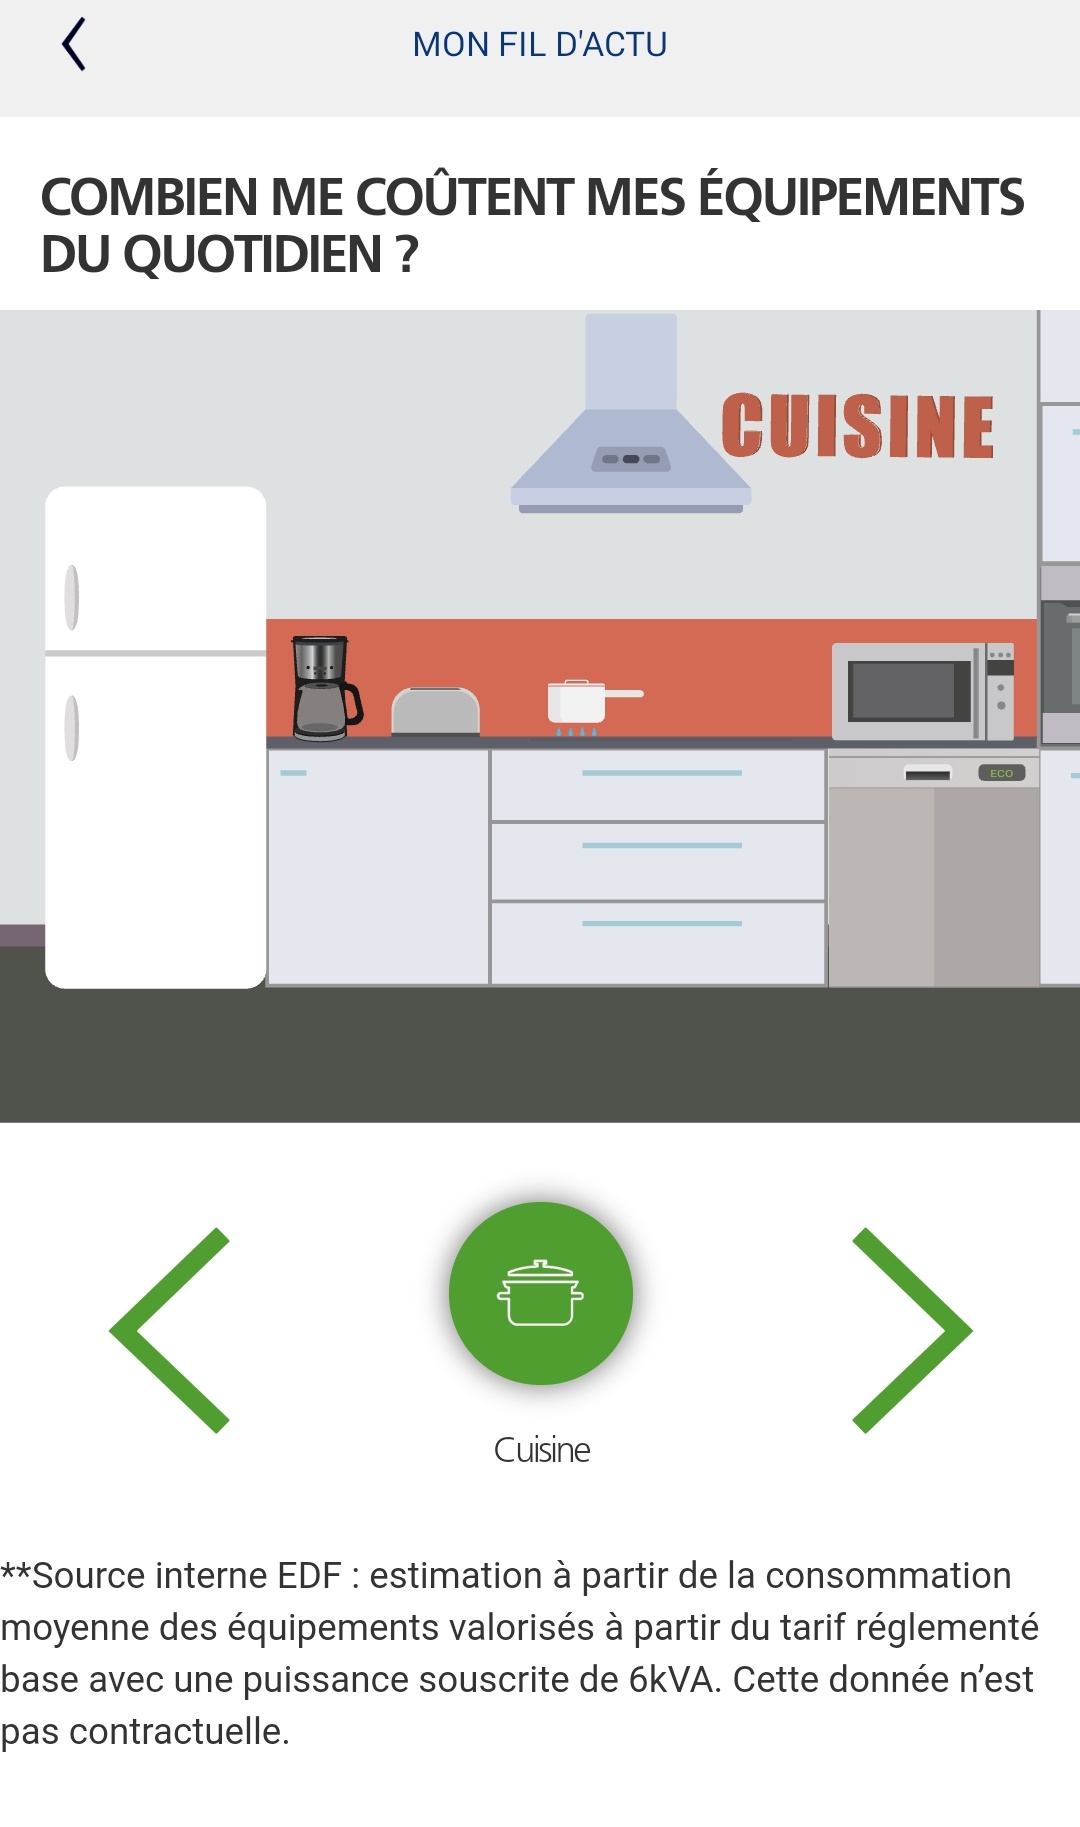 MON FIL D'ACTU
COMBIEN ME COÛTENT MES ÉQUIPEMENTS
DU QUOTIDIEN ?
CUISINE
ECO
Cuisine
**Source interne EDF : estimation à partir de la consommation
moyenne des équipements valorisés à partir du tarif réglementé
base avec une puissance souscrite de 6kVA. Cette donnée n’est
pas contractuelle.